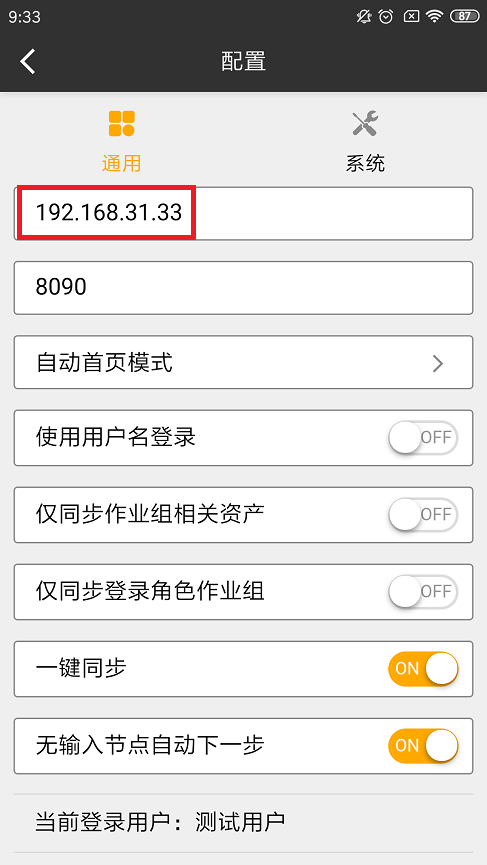 9:33
87
配置
通用
系统
192.168.31.33
8090
自动首页模式
使用用户名登录
OFF
仅同步作业组相关资产
OFF
仅同步登录角色作业组
OFF
一键同步
ON
无输入节点自动下一步
ON
当前登录用户：测试用户